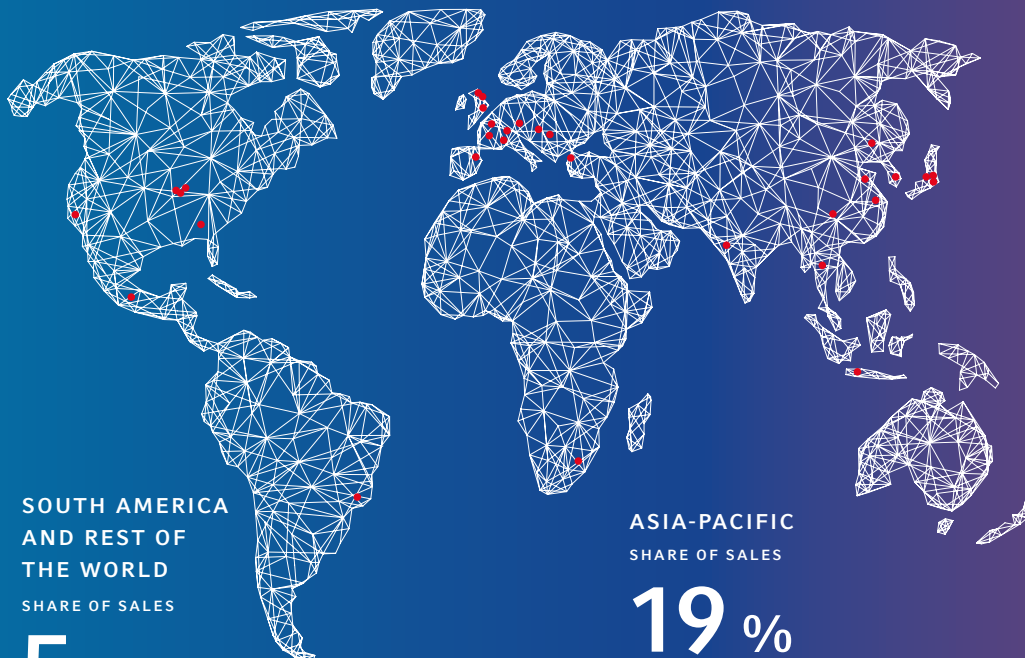 SOUTH AMERICA
AND REST OF
THE WORLD
SHARE OF SALES
ASIA-PACIFIC
SHARE OF SALES
19 %